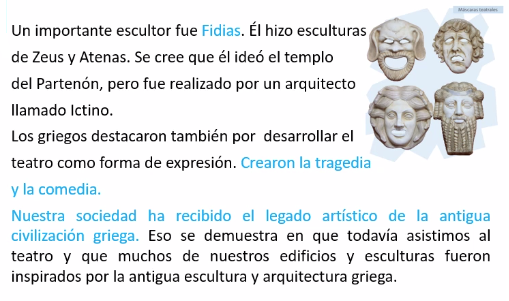 Máscaras teatrales
Un importante escultor fue Fidias. Él hizo esculturas
de Zeus y Atenas. Se cree que él ideó el templo
del Partenón, pero fue realizado por un arquitecto
llamado Ictino.
Los griegos destacaron también por desarrollar el
teatro como forma de expresión. Crearon la tragedia
y la comedia.
Nuestra sociedad ha recibido el legado artístico de la antigua
civilización griega. Eso se demuestra en que todavía asistimos al
teatro y que muchos de nuestros edificios y esculturas fueron
inspirados por la antigua escultura y arquitectura griega.